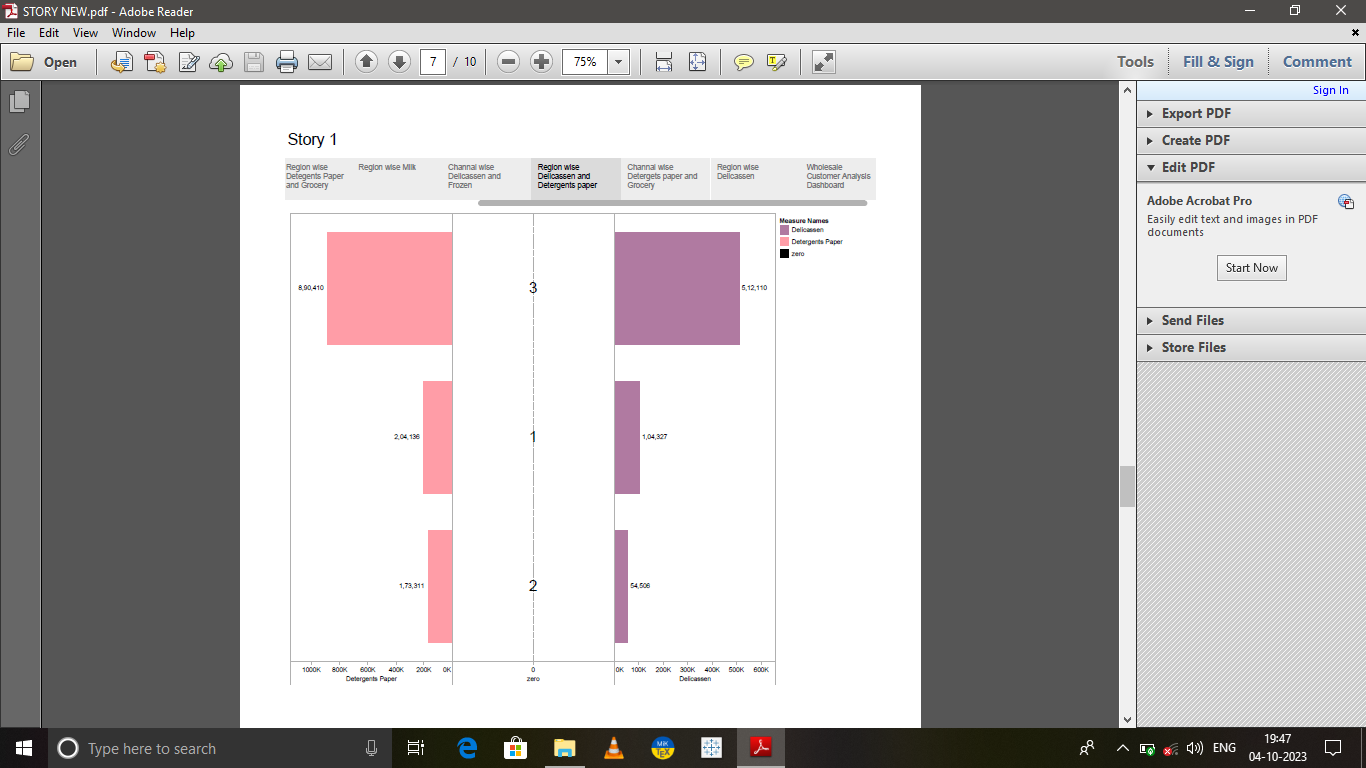 STORY NEW.pdf - Adobe Reader
File Edit View Window Help
Open 7 / 10 75% Tools Fill & Sign Comment
Sign In
Export PDF
Create PDF
Edit PDF
Adobe Acrobat Pro
Easily edit text and images in PDF
documents
Start Now
Send Files
Store Files
Story 1
Region wise
Detegents Paper
and Grocery
Region wise Milk
Channal wise
Delicassen and
Frozen
Region wise
Delicassen and
Detergents paper
Channal wise
Detergets paper and
Grocery
Region wise
Delicassen
Wholesale
Customer Analysis
Dashboard
Measure Names
Delicassen
Detergents Paper
zero
8,90,410 3 5,12,110
2,04,136 1 1,04,327
1,73,311 2 54,506
1000K 800K 600K 400K 200K 0K 0 0K 100K 200K 300K 400K 500K 600K
Detergents Paper zero Delicassen
Type here to search
MiK
TEX
ENG
19:47
04-10-2023